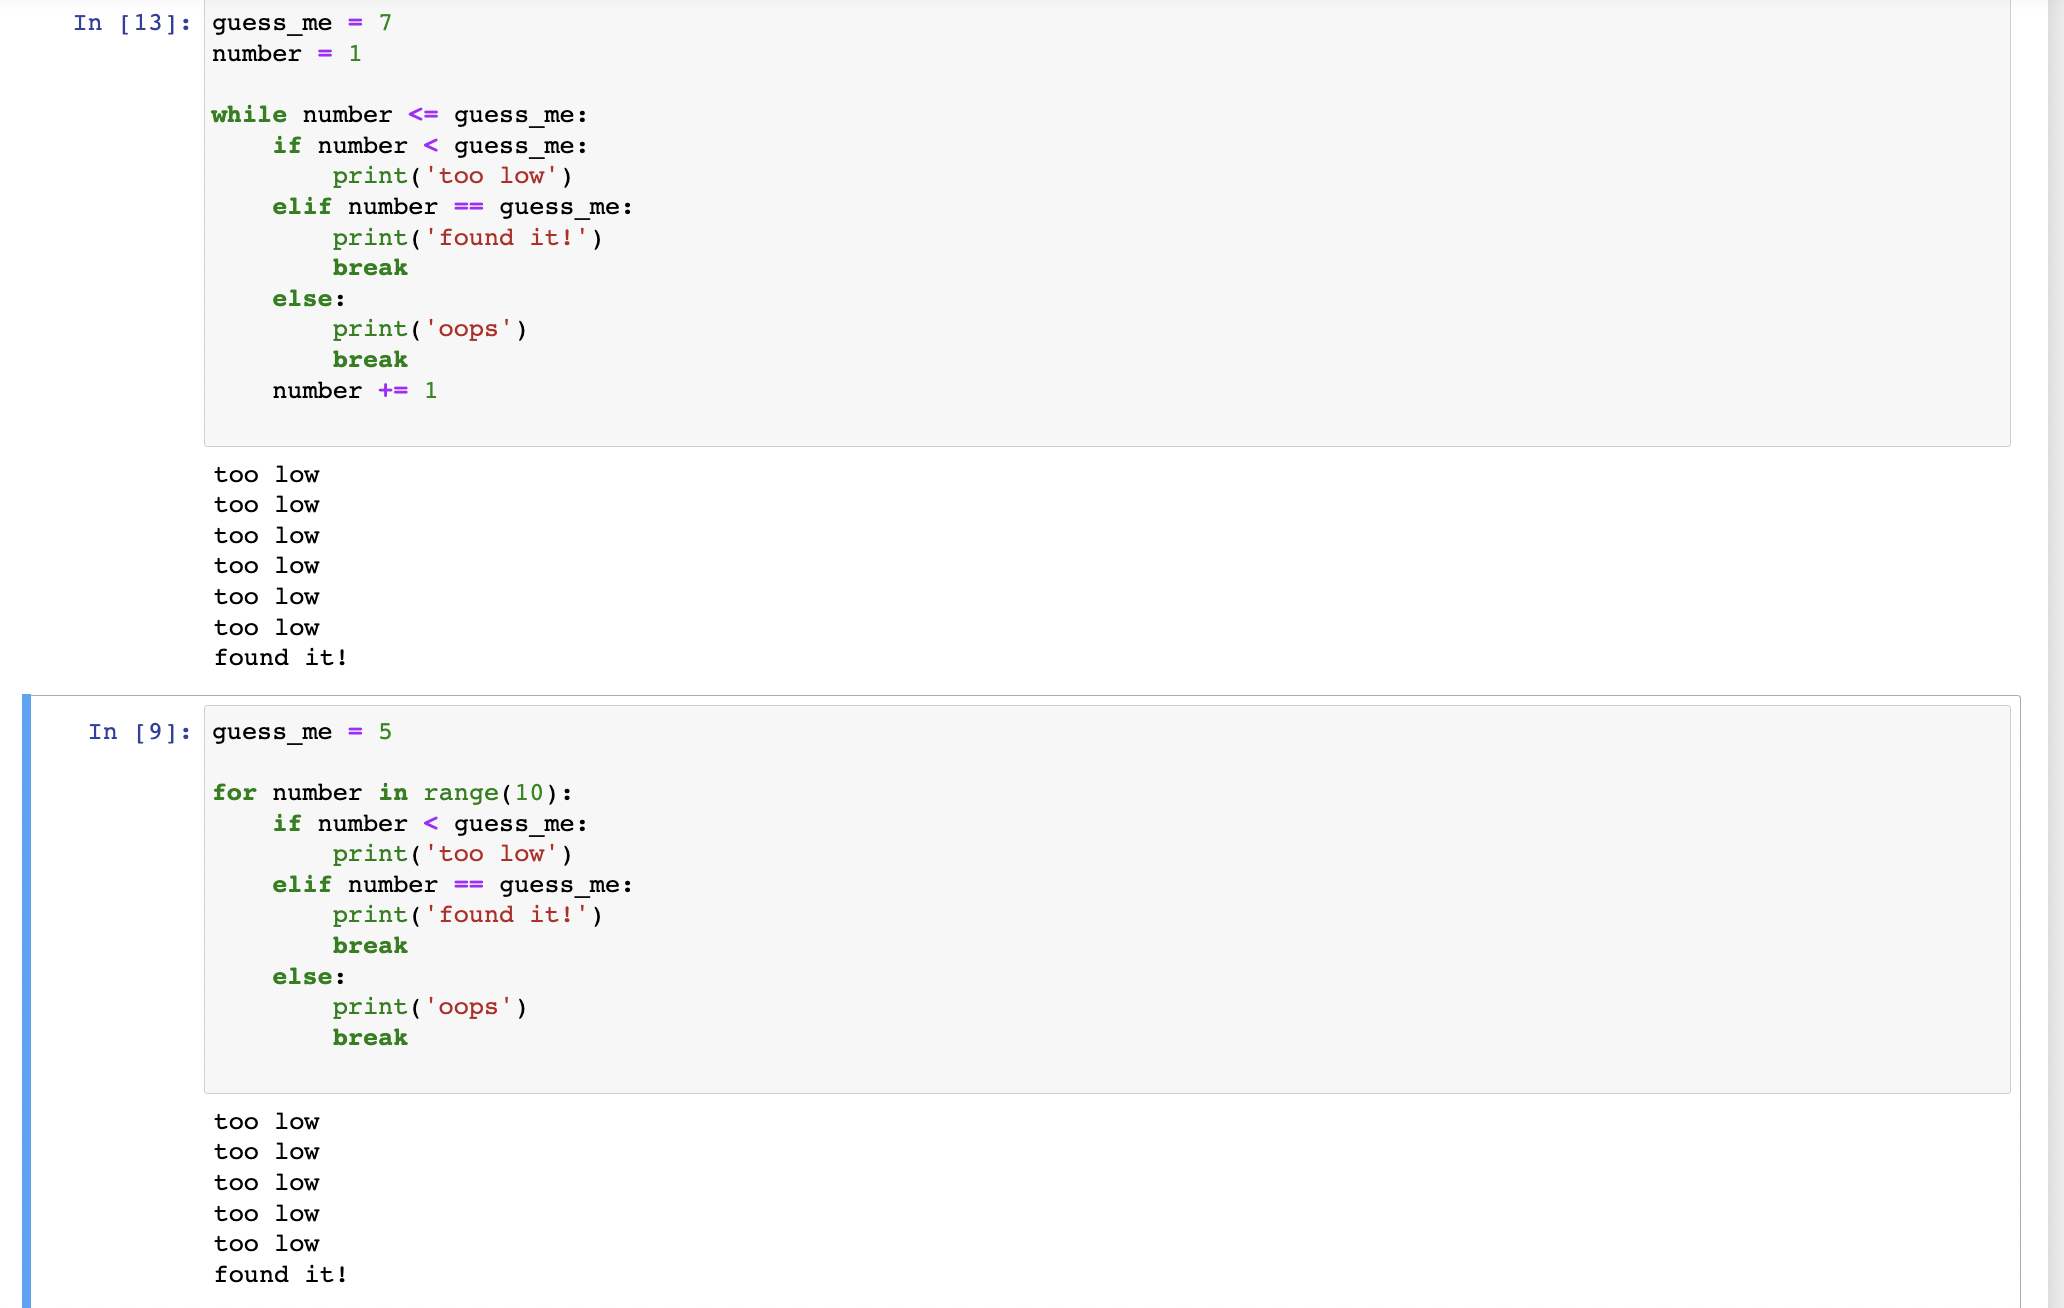 In [13]: guess_me = 7
number = 1
while number <= guess_me:
    if number < guess_me:
        print('too low')
    elif number == guess_me:
        print('found it!')
        break
    else:
        print('oops')
        break
    number += 1
too low
too low
too low
too low
too low
too low
found it!
In [9]: guess_me = 5
for number in range(10):
    if number < guess_me:
        print('too low')
    elif number == guess_me:
        print('found it!')
        break
    else:
        print('oops')
        break
too low
too low
too low
too low
too low
found it!